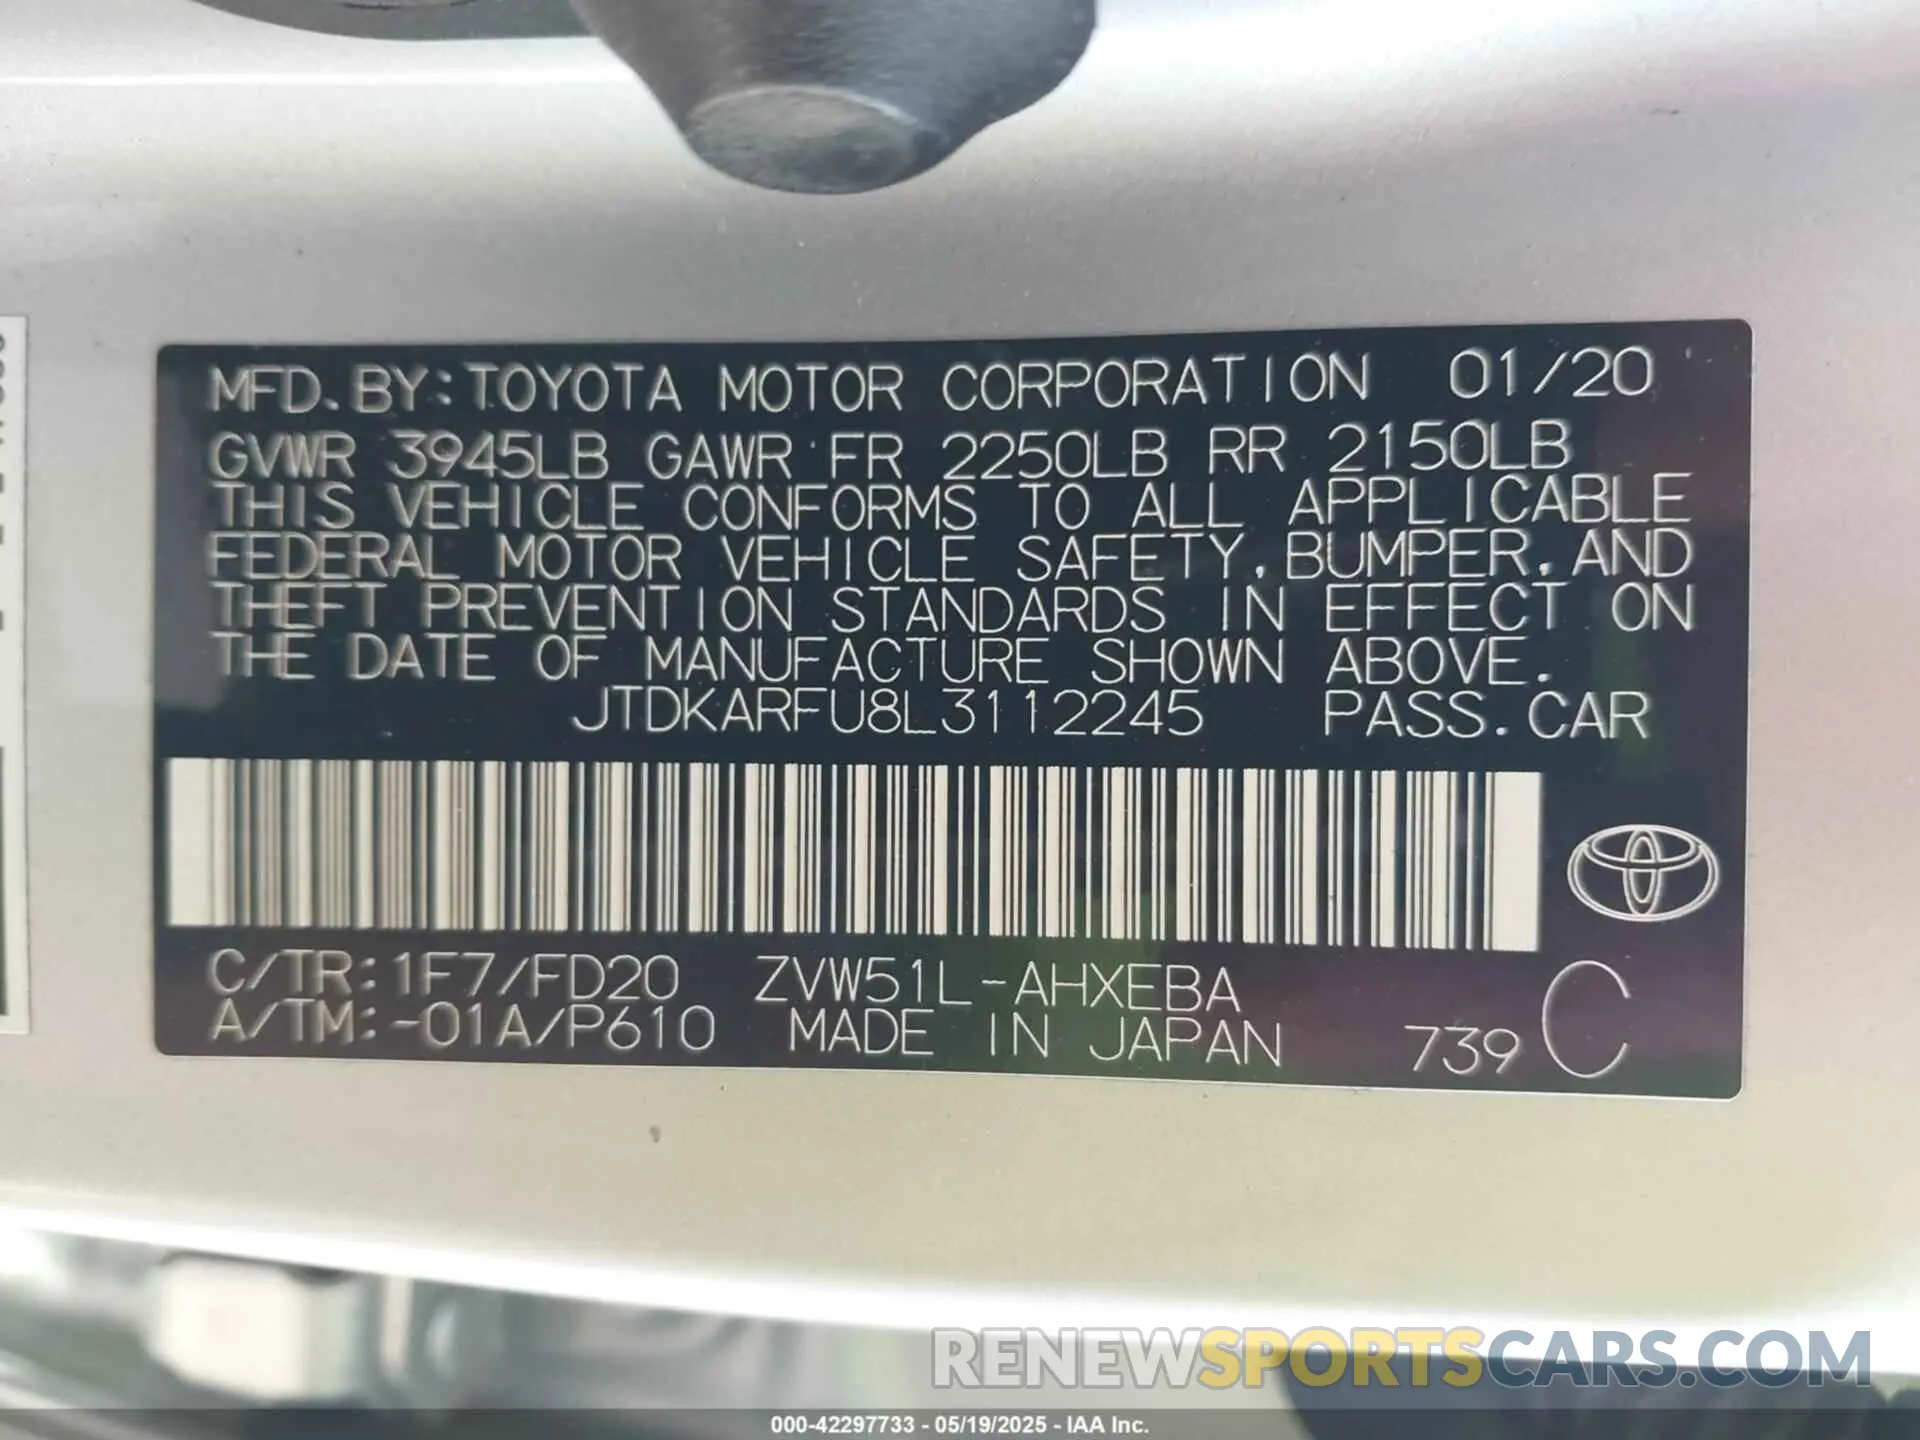 MFD. BY: TOYOTA MOTOR CORPORATION 01/20
GVWR 3945LB GAWR FR 2250LB RR 2150LB
THIS VEHICLE CONFORMS TO ALL APPLICABLE
FEDERAL MOTOR VEHICLE SAFETY, BUMPER, AND
THEFT PREVENTION STANDARDS IN EFFECT ON
THE DATE OF MANUFACTURE SHOWN ABOVE.
JTDKARFU8L3112245 PASS. CAR
C/TR: 1F7/FD20 ZVW51L-AHXEBA C
A/TM: -01A/P610 MADE IN JAPAN 739
RENEWSPORTSCARS.COM
000-42297733 - 05/19/2025 - IAA Inc.